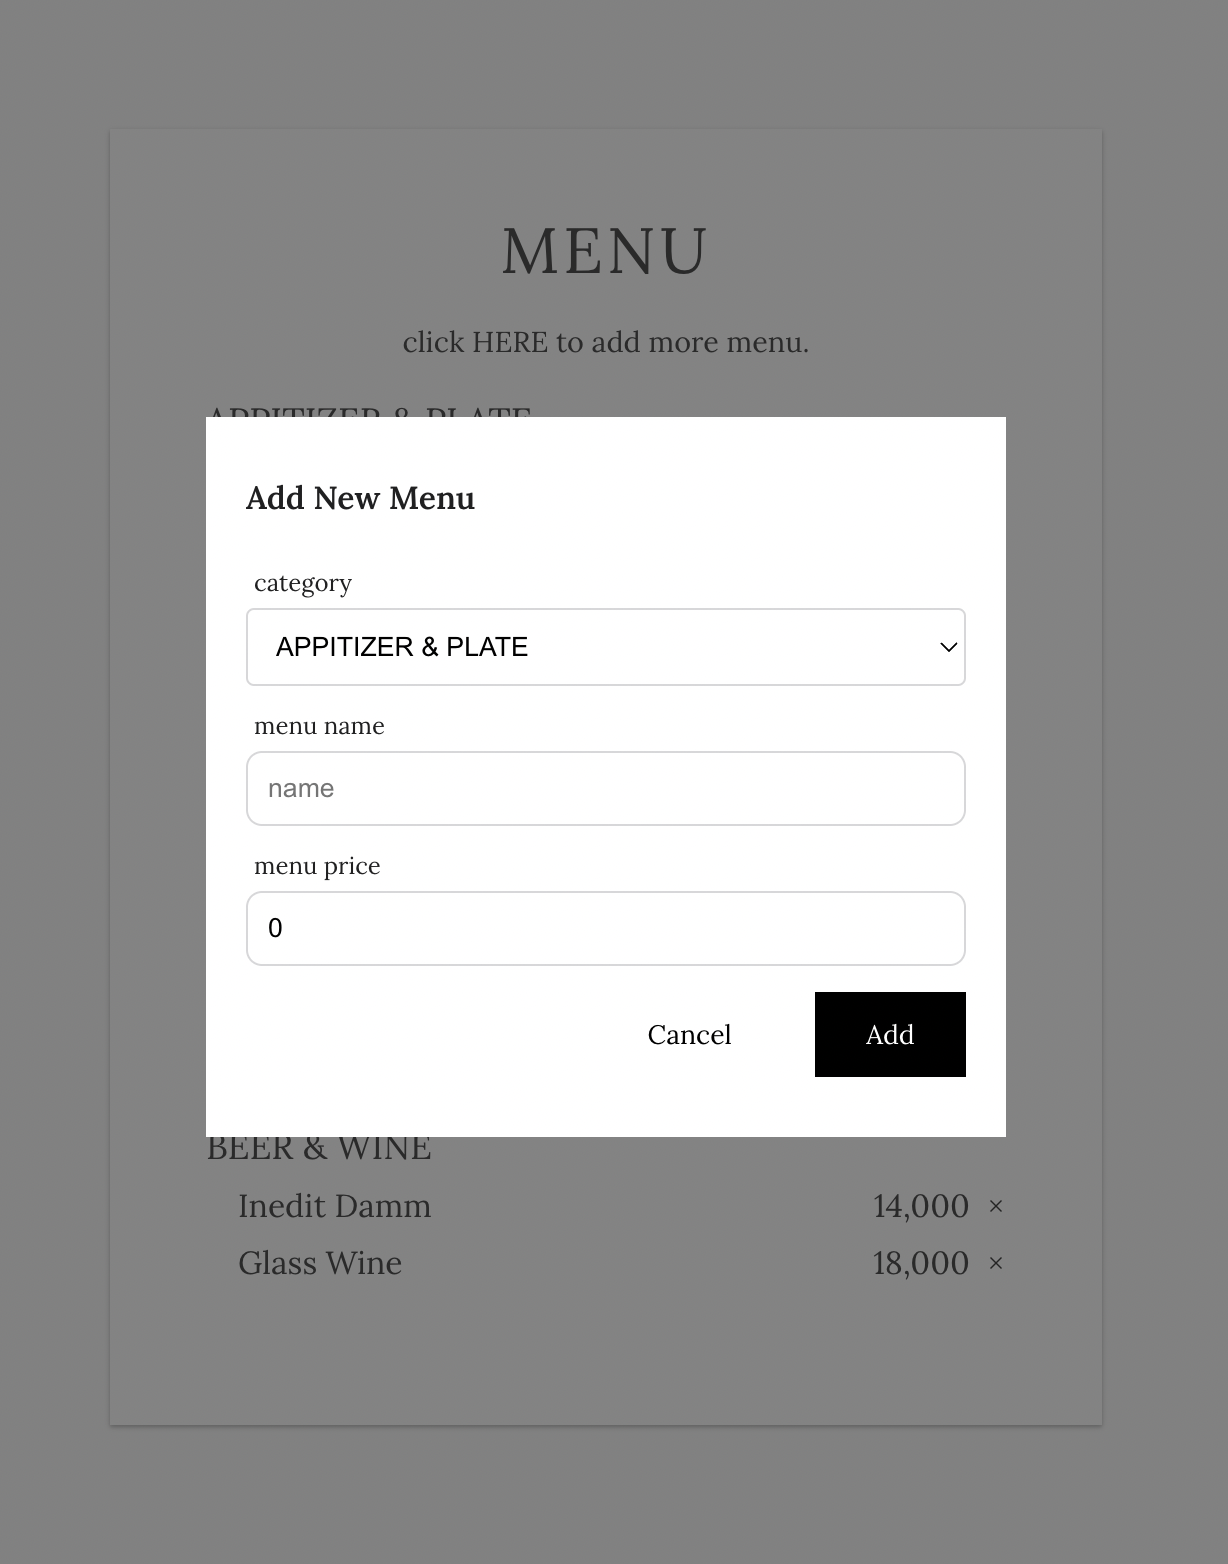 MENU
click HERE to add more menu.
APPITIZER & PLATE
Add New Menu
category
APPITIZER & PLATE
menu name
name
menu price
0
Cancel Add
BEER & WINE
Inedit Damm 14,000 ×
Glass Wine 18,000 ×